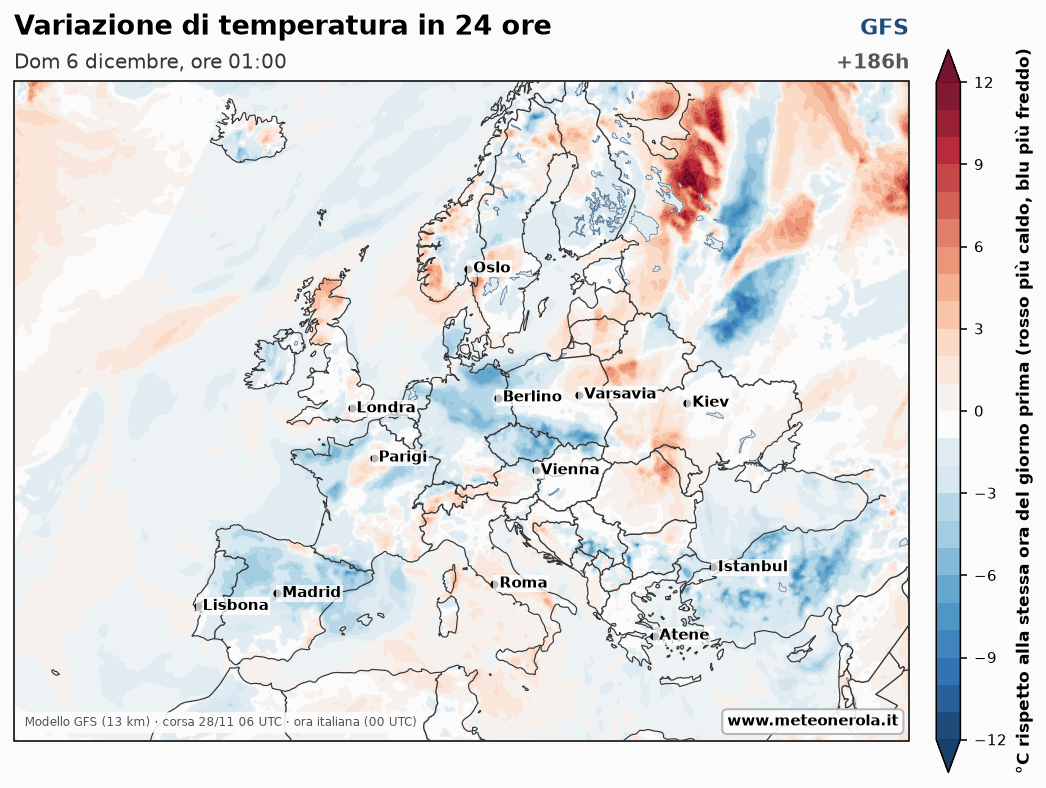 Variazione di temperatura in 24 ore
GFS
Dom 6 dicembre, ore 01:00
+186h
Oslo
Londra
Berlino
Varsavia
Kiev
Parigi
Vienna
Istanbul
Roma
Madrid
Lisbona
Atene
Modello GFS (13 km) · corsa 28/11 06 UTC · ora italiana (00 UTC)
www.meteonerola.it
12
9
6
3
0
−3
−6
−9
−12
°C rispetto alla stessa ora del giorno prima (rosso più caldo, blu più freddo)